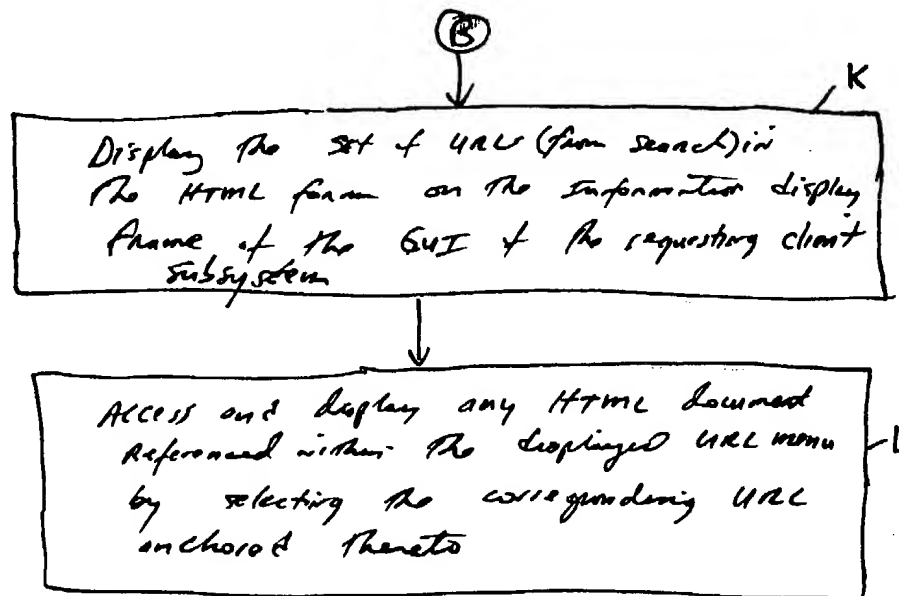 B
K
Display the set of URLs (from search) in
the HTML form on the Information display
frame of the GUI of the requesting client
subsystem
Access and display any HTML document
Referenced within the displayed URL menu
by selecting the corresponding URL
anchored thereto
L